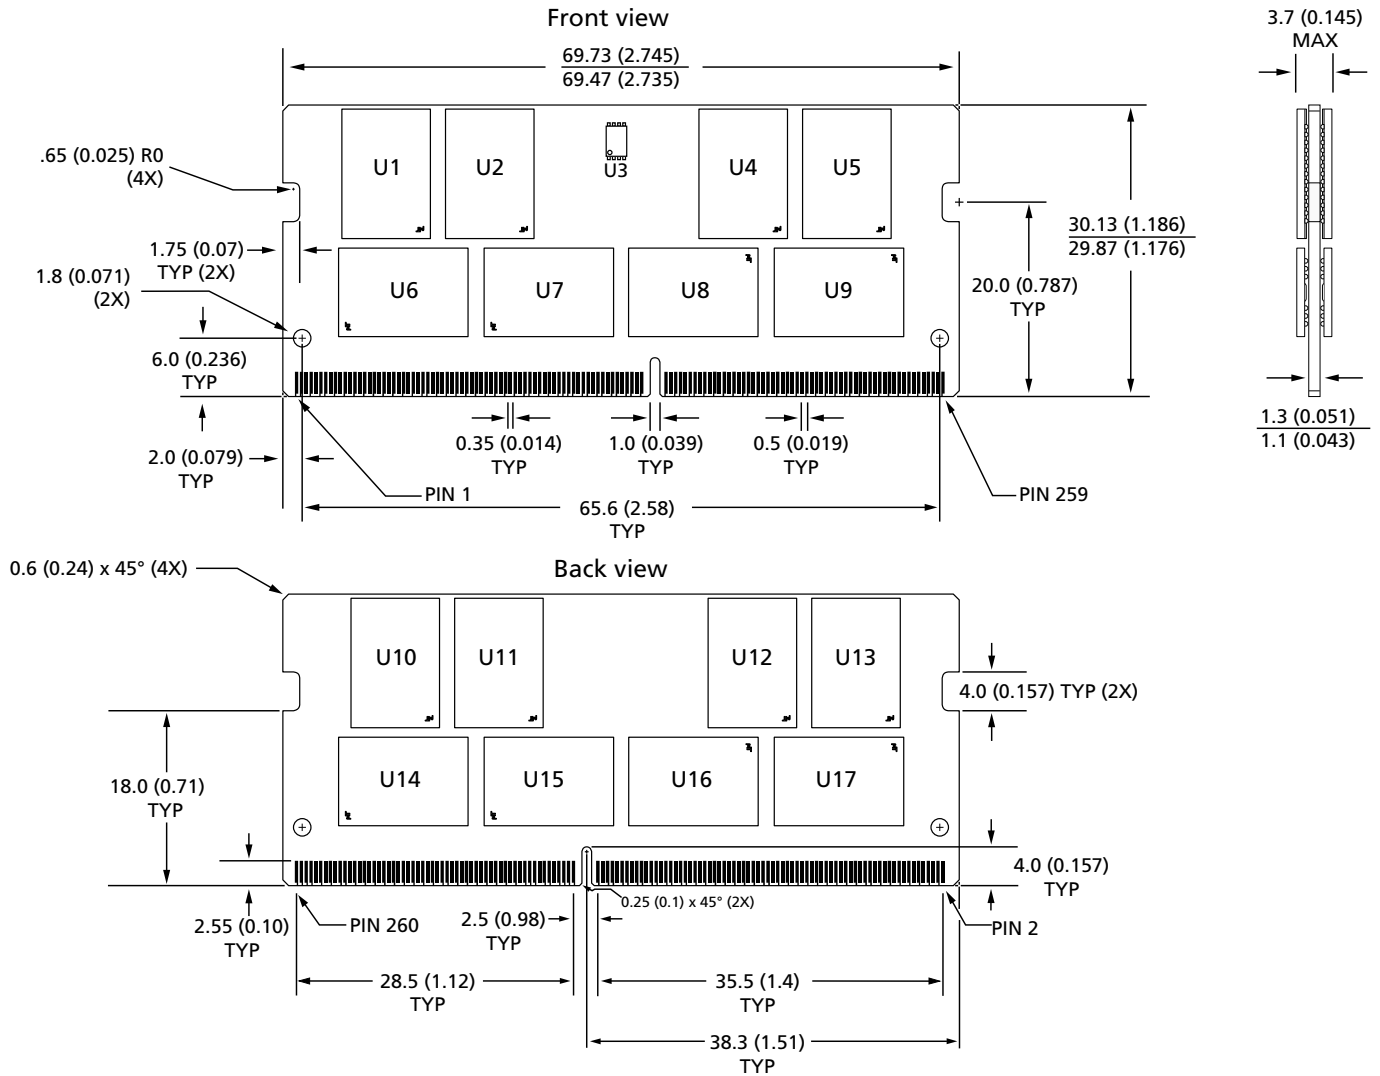 Front view
3.7 (0.145)
MAX
69.73 (2.745)
69.47 (2.735)
.65 (0.025) R0
(4X)
U1
U2
U3
U4
U5
1.75 (0.07)
TYP (2X)
30.13 (1.186)
29.87 (1.176)
1.8 (0.071)
(2X)
20.0 (0.787)
TYP
U6
U7
U8
U9
6.0 (0.236)
TYP
1.3 (0.051)
1.1 (0.043)
0.35 (0.014)
TYP
1.0 (0.039)
TYP
0.5 (0.019)
TYP
2.0 (0.079)
TYP
PIN 1
PIN 259
65.6 (2.58)
TYP
0.6 (0.24) x 45° (4X)
Back view
U10
U11
U12
U13
4.0 (0.157) TYP (2X)
18.0 (0.71)
TYP
U14
U15
U16
U17
4.0 (0.157)
TYP
0.25 (0.1) x 45° (2X)
2.55 (0.10)
TYP
PIN 260
2.5 (0.98)
TYP
PIN 2
28.5 (1.12)
TYP
35.5 (1.4)
TYP
38.3 (1.51)
TYP